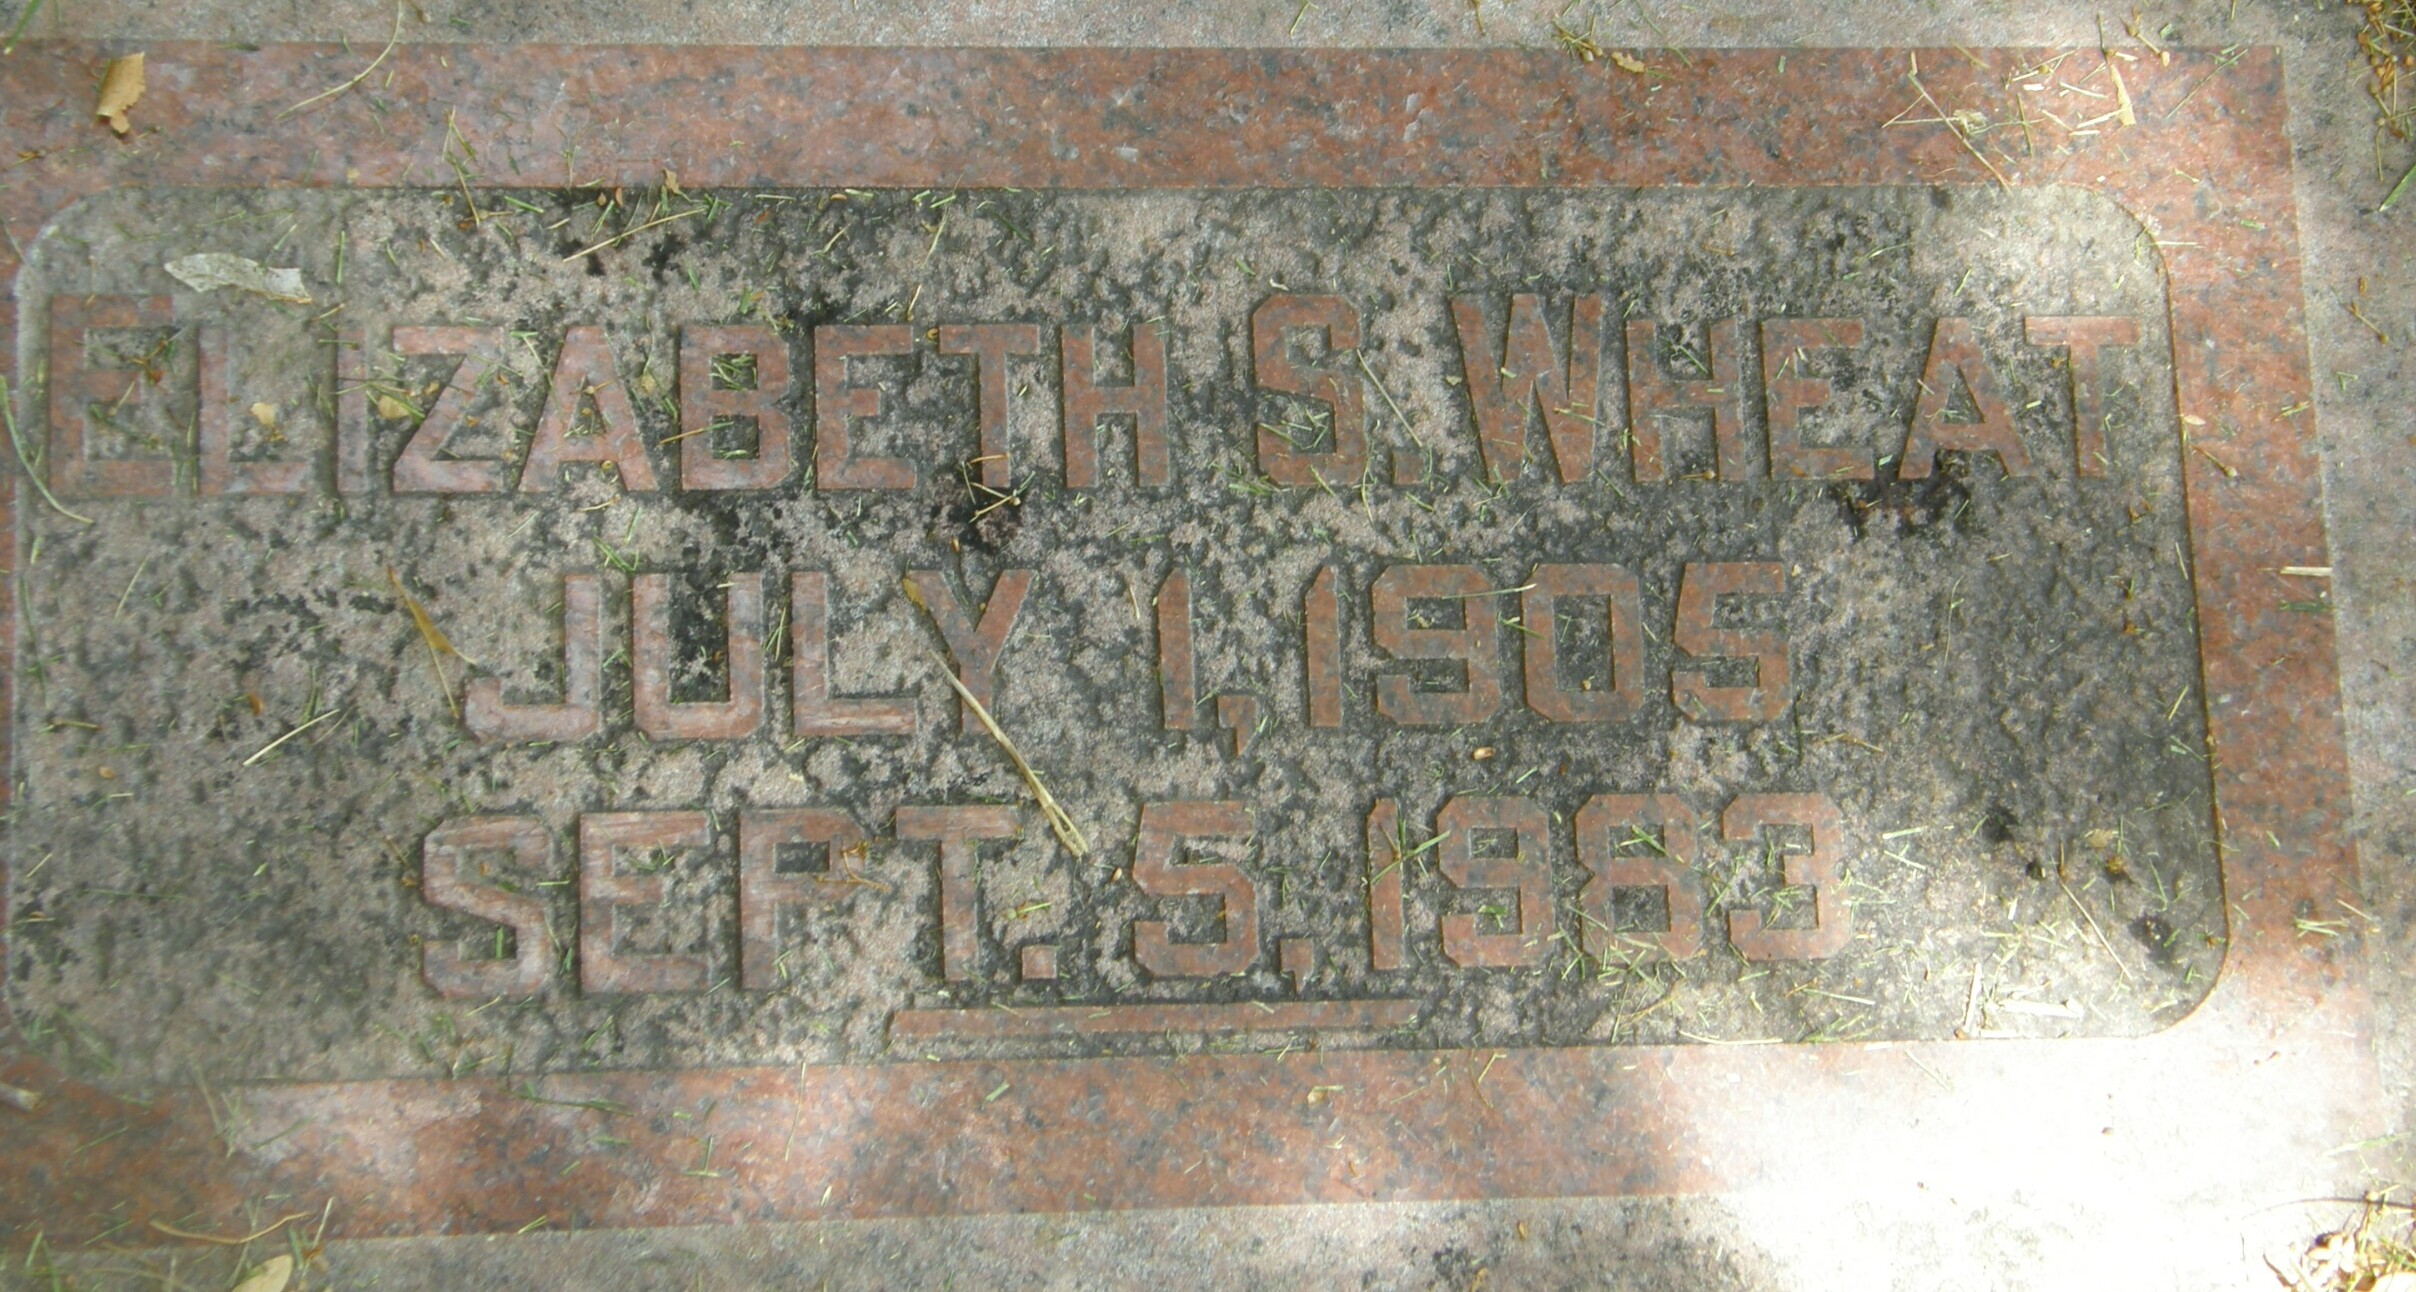 ELIZABETH S. WHEAT
JULY 1, 1905
SEPT. 5, 1983